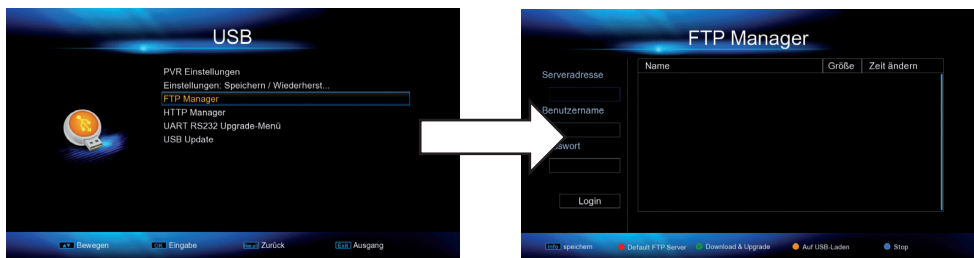 USB
PVR Einstellungen
Einstellungen: Speichern / Wiederherst...
FTP Manager
HTTP Manager
UART RS232 Upgrade-Menü
USB Update
Bewegen
OK Eingabe
Zurück
Exit Ausgang
FTP Manager
Serveradresse
Benutzername
swort
Login
Name Größe Zeit ändern
Info speichern
Default FTP Server
Download & Upgrade
Auf USB-Laden
Stop